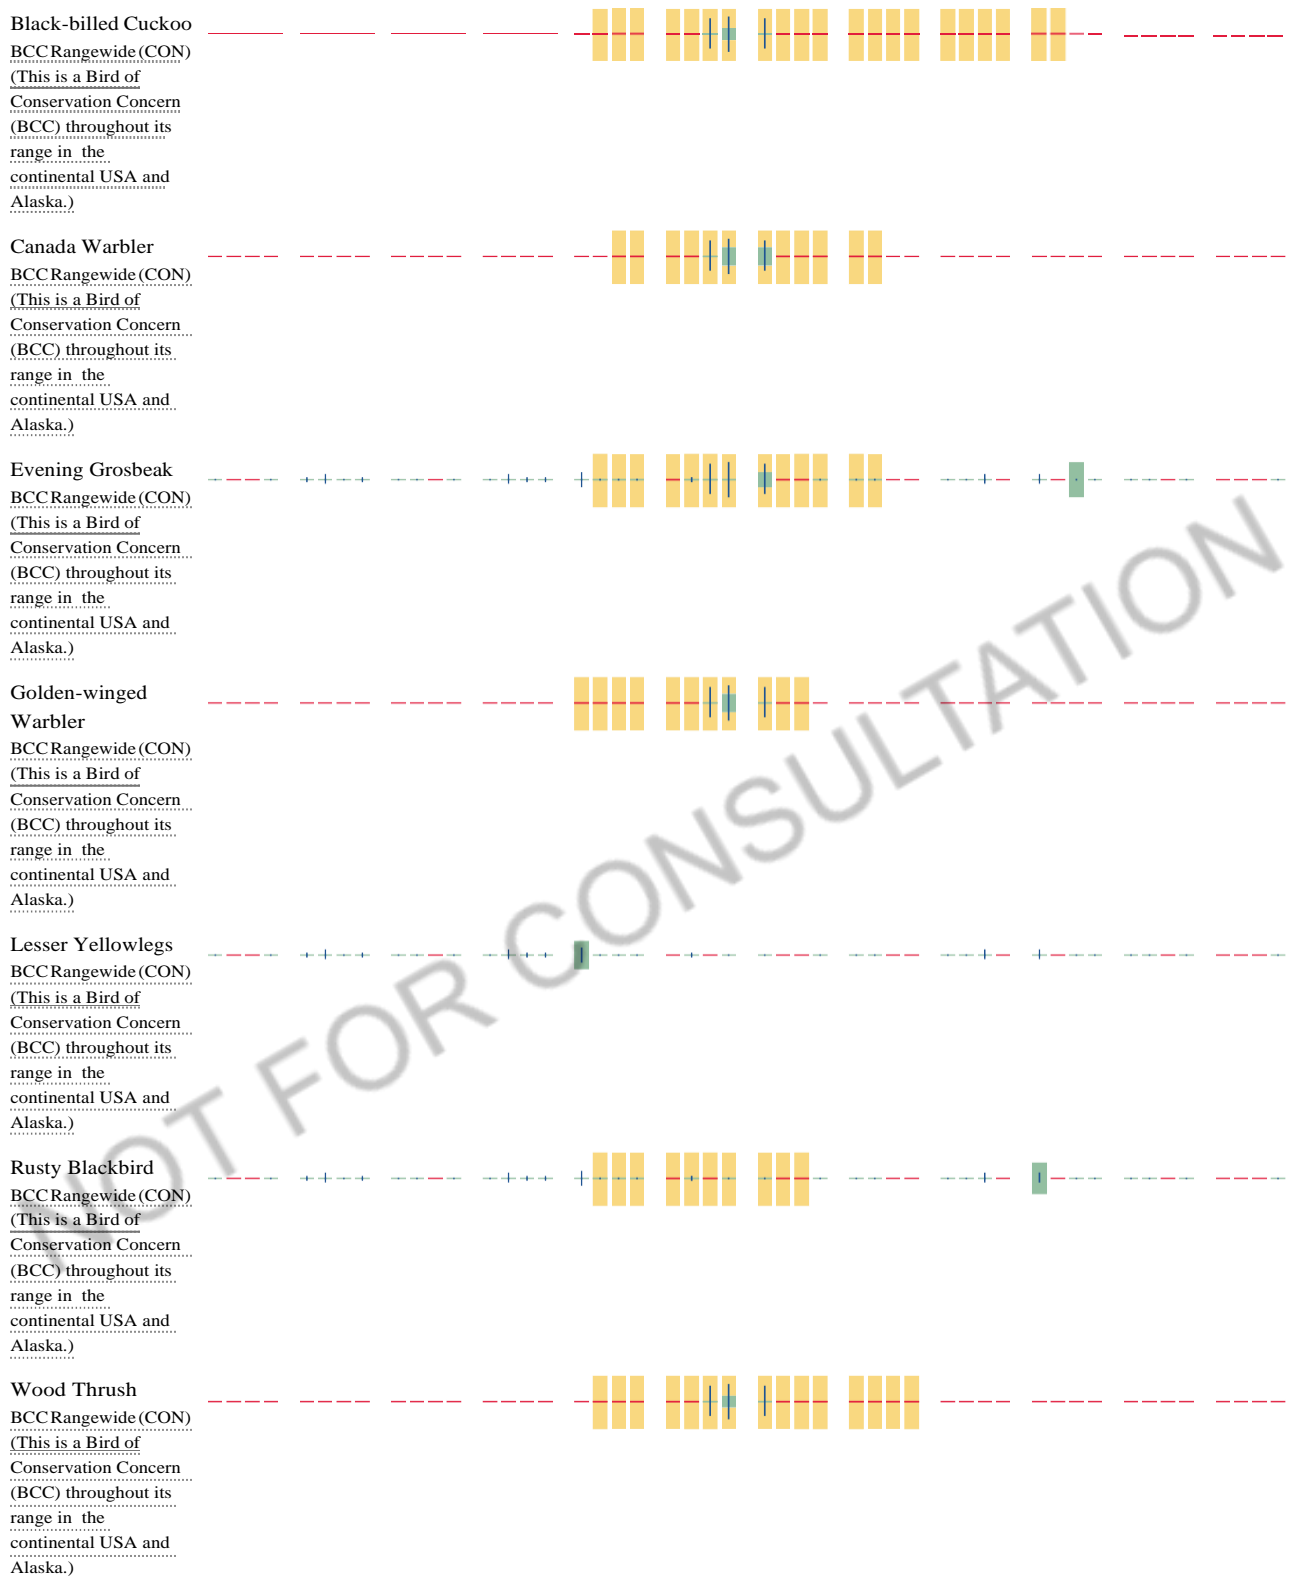 Black-billed Cuckoo
BCC Rangewide (CON)
(This is a Bird of
Conservation Concern
(BCC) throughout its
range in the
continental USA and
Alaska.)
Canada Warbler
BCC Rangewide (CON)
(This is a Bird of
Conservation Concern
(BCC) throughout its
range in the
continental USA and
Alaska.)
Evening Grosbeak
BCC Rangewide (CON)
(This is a Bird of
Conservation Concern
(BCC) throughout its
range in the
continental USA and
Alaska.)
Golden-winged
Warbler
BCC Rangewide (CON)
(This is a Bird of
Conservation Concern
(BCC) throughout its
range in the
continental USA and
Alaska.)
Lesser Yellowlegs
BCC Rangewide (CON)
(This is a Bird of
Conservation Concern
(BCC) throughout its
range in the
continental USA and
Alaska.)
Rusty Blackbird
BCC Rangewide (CON)
(This is a Bird of
Conservation Concern
(BCC) throughout its
range in the
continental USA and
Alaska.)
Wood Thrush
BCC Rangewide (CON)
(This is a Bird of
Conservation Concern
(BCC) throughout its
range in the
continental USA and
Alaska.)
NOT FOR CONSULTATION